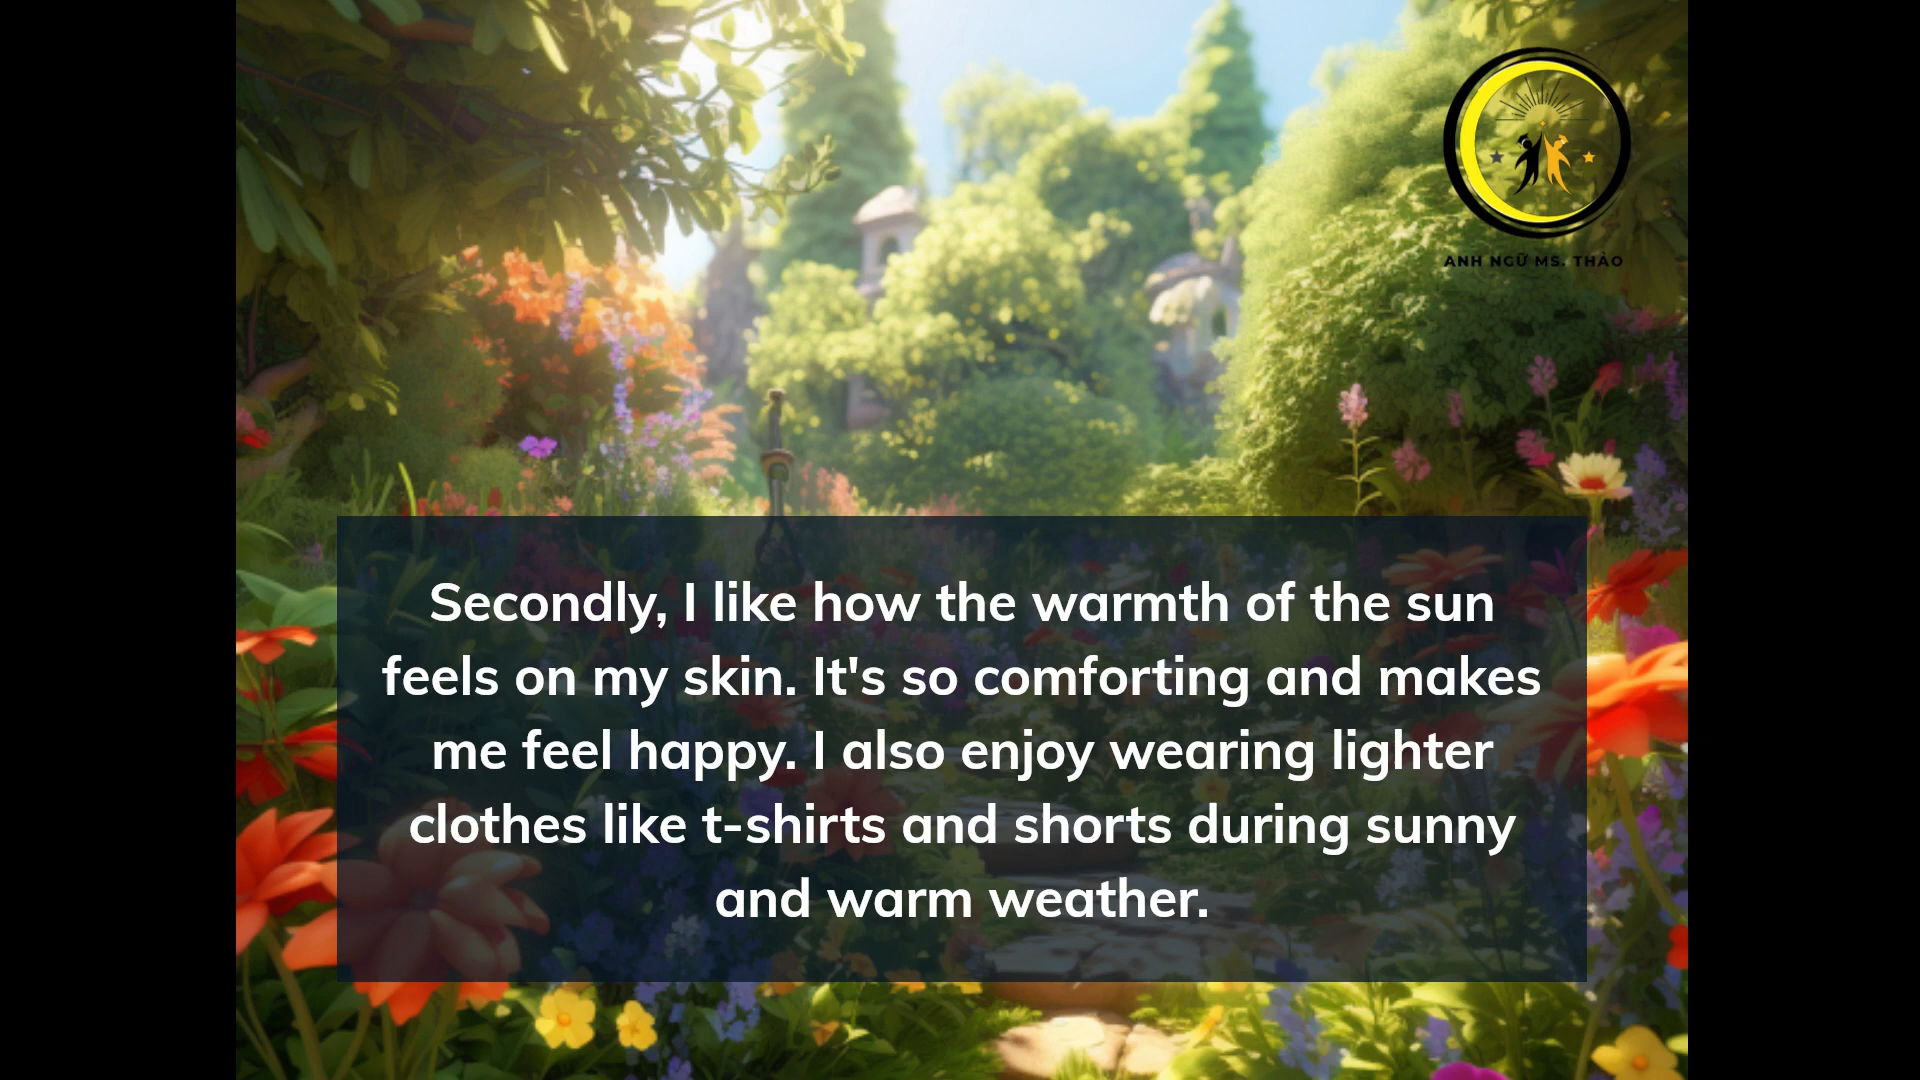 ANH NGỮ MS. THẢO
Secondly, I like how the warmth of the sun
feels on my skin. It's so comforting and makes
me feel happy. I also enjoy wearing lighter
clothes like t-shirts and shorts during sunny
and warm weather.